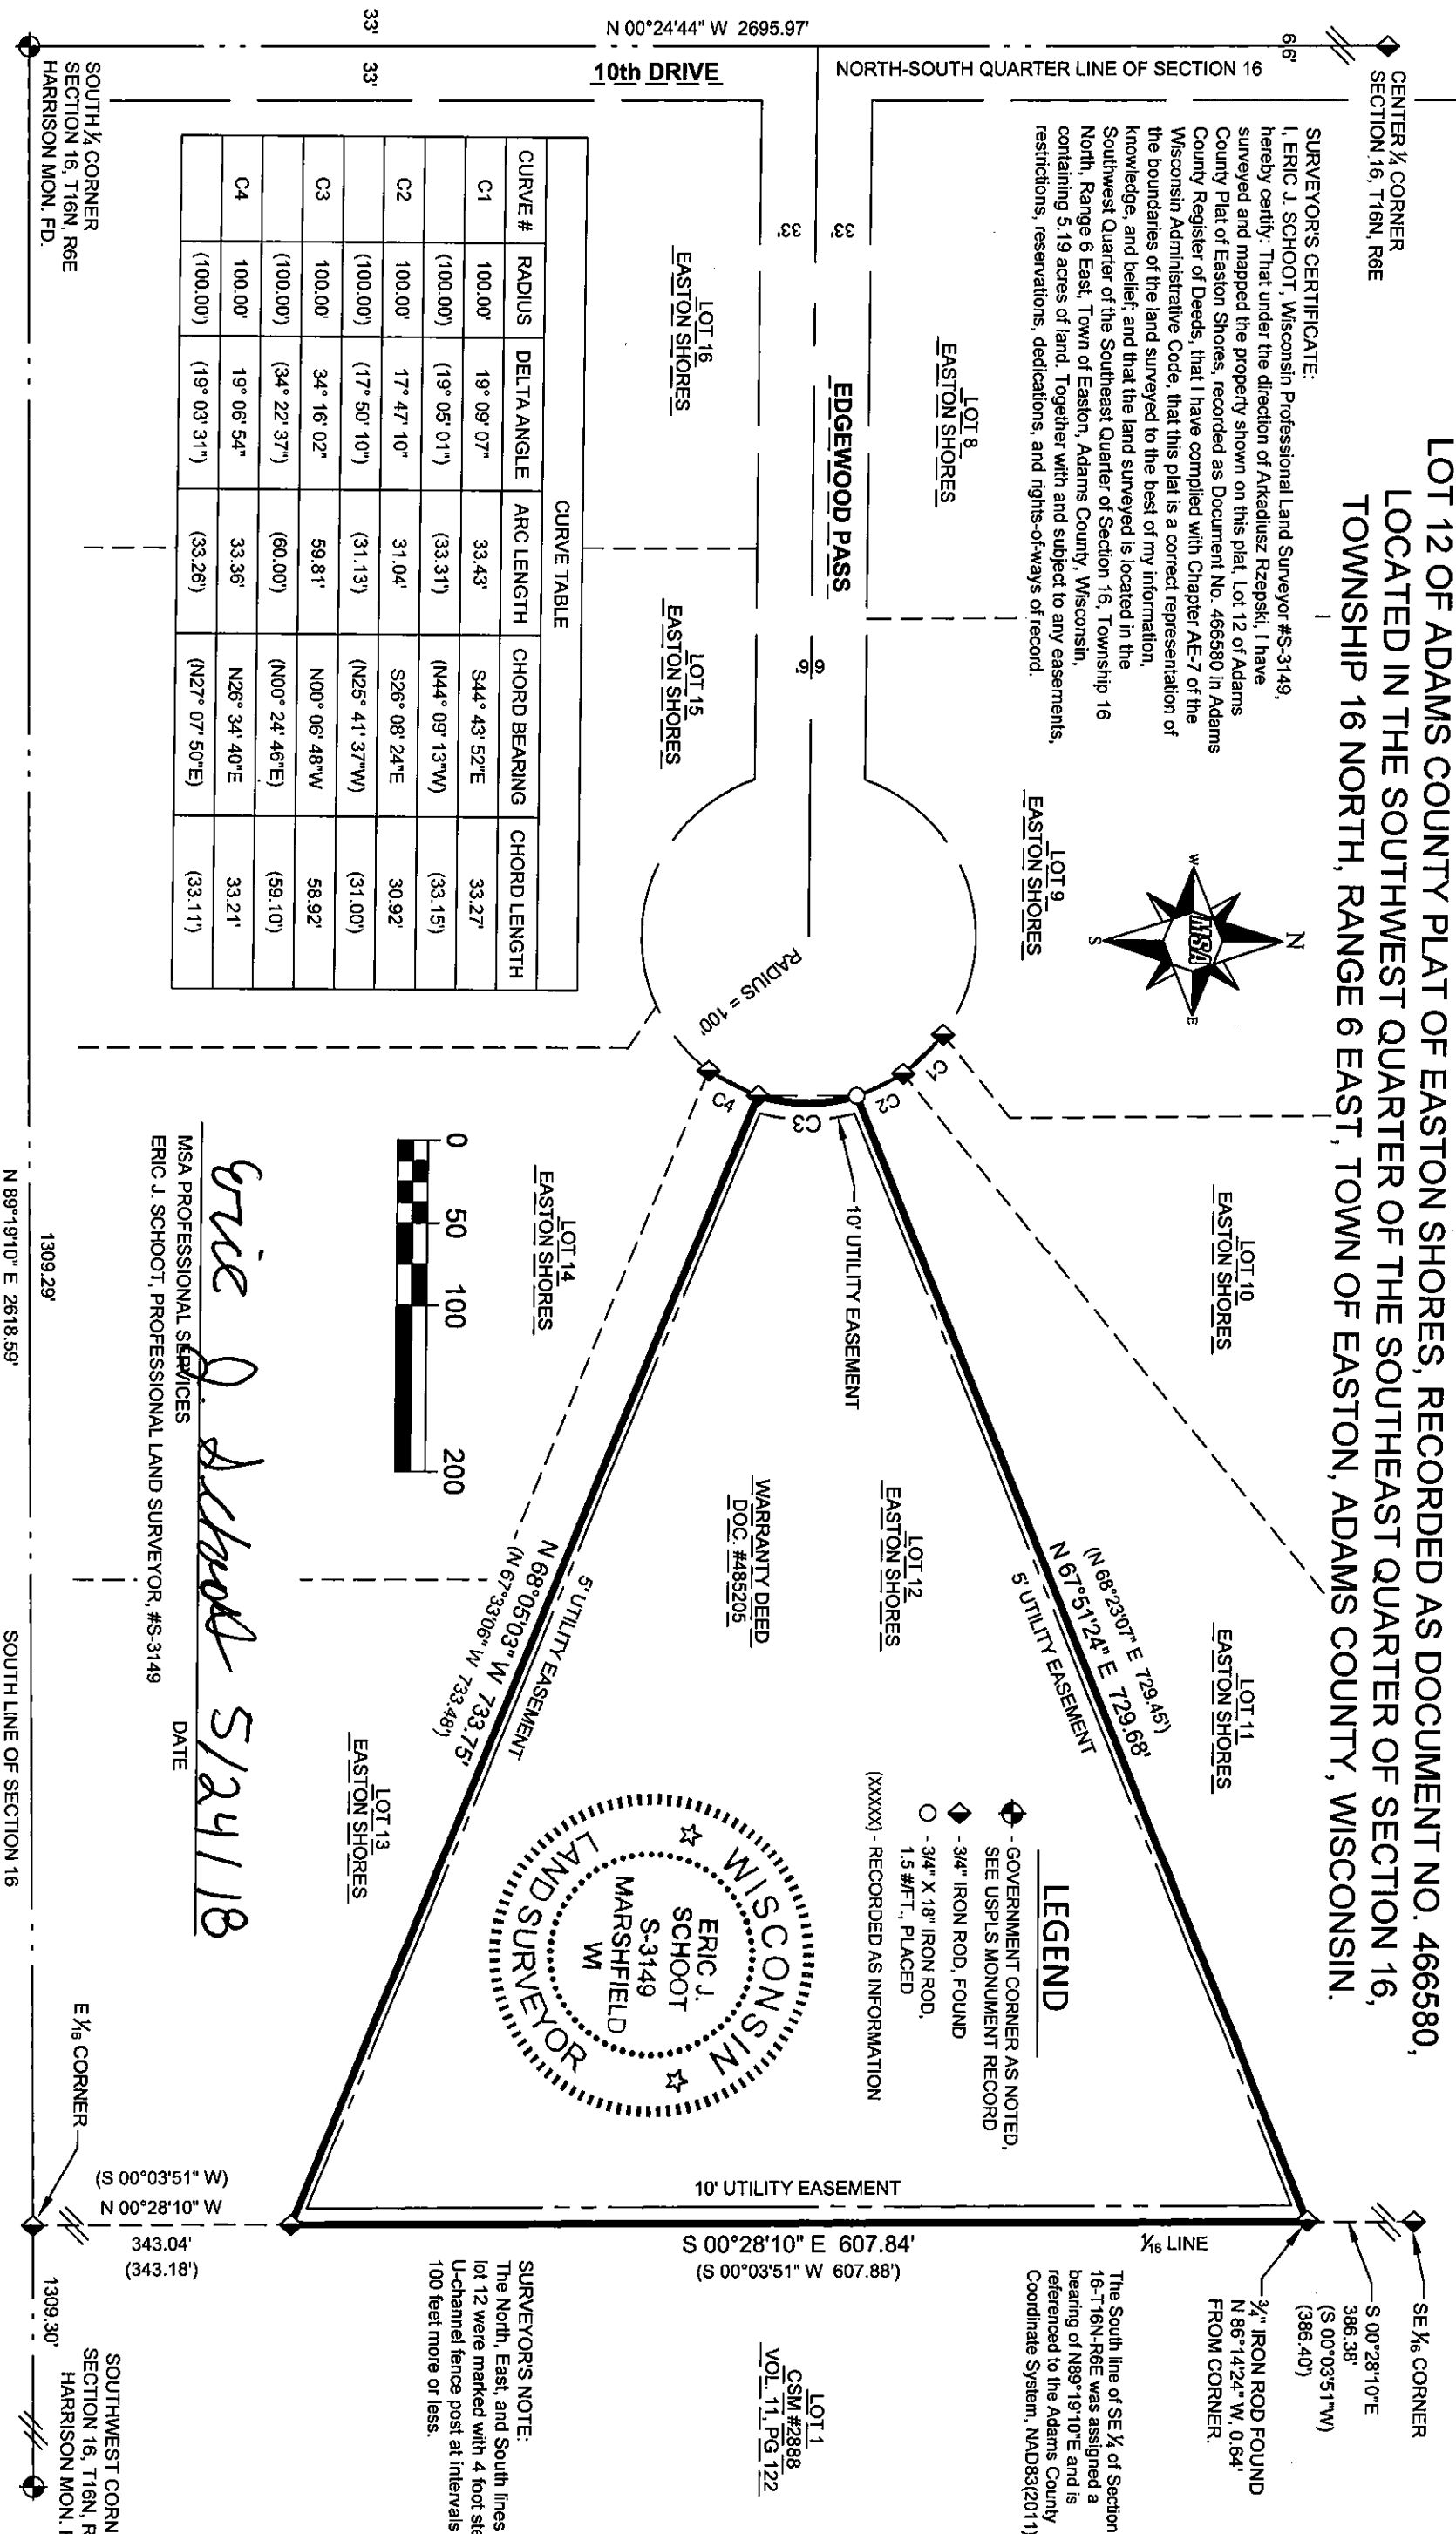 LOT 12 OF ADAMS COUNTY PLAT OF EASTON SHORES, RECORDED AS DOCUMENT NO. 466580,
LOCATED IN THE SOUTHWEST QUARTER OF THE SOUTHEAST QUARTER OF SECTION 16,
TOWNSHIP 16 NORTH, RANGE 6 EAST, TOWN OF EASTON, ADAMS COUNTY, WISCONSIN.
CENTER ¼ CORNER
SECTION 16, T16N, R6E
66'
NORTH-SOUTH QUARTER LINE OF SECTION 16
N 00°24'44" W 2695.97'
10th DRIVE
33'
33'
SOUTH ¼ CORNER
SECTION 16, T16N, R6E
HARRISON MON. FD.
SURVEYOR'S CERTIFICATE:
I, ERIC J. SCHOOT, Wisconsin Professional Land Surveyor #S-3149,
hereby certify: That under the direction of Arkadiusz Rzepski, I have
surveyed and mapped the property shown on this plat, Lot 12 of Adams
County Plat of Easton Shores, recorded as Document No. 466580 in Adams
County Register of Deeds, that I have complied with Chapter AE-7 of the
Wisconsin Administrative Code, that this plat is a correct representation of
the boundaries of the land surveyed to the best of my information,
knowledge, and belief; and that the land surveyed is located in the
Southwest Quarter of the Southeast Quarter of Section 16, Township 16
North, Range 6 East, Town of Easton, Adams County, Wisconsin,
containing 5.19 acres of land. Together with and subject to any easements,
restrictions, reservations, dedications, and rights-of-ways of record.
N
W
E
S
MSA
LOT 8
EASTON SHORES
LOT 9
EASTON SHORES
LOT 10
EASTON SHORES
LOT 11
EASTON SHORES
33'
33'
EDGEWOOD PASS
66'
RADIUS = 100'
LOT 16
EASTON SHORES
LOT 15
EASTON SHORES
C1
C2
C3
C4
10' UTILITY EASEMENT
(N 68°23'07" E 729.45')
N 67°51'24" E 729.68'
5' UTILITY EASEMENT
LOT 12
EASTON SHORES
WARRANTY DEED
DOC. #485205
5' UTILITY EASEMENT
N 68°05'03" W 733.75'
(N 67°33'06" W 733.48')
LOT 14
EASTON SHORES
LOT 13
EASTON SHORES
LEGEND
- GOVERNMENT CORNER AS NOTED,
SEE USPLS MONUMENT RECORD
- 3/4" IRON ROD, FOUND
- 3/4" X 18" IRON ROD,
1.5 #/FT., PLACED
(XXXXX) - RECORDED AS INFORMATION
WISCONSIN
LAND SURVEYOR
ERIC J.
SCHOOT
S-3149
MARSHFIELD
WI
10' UTILITY EASEMENT
S 00°28'10" E 607.84'
(S 00°03'51" W 607.88')
1/16 LINE
SE 1/16 CORNER
S 00°28'10"E
386.38'
(S 00°03'51"W)
(386.40')
¾" IRON ROD FOUND
N 86°14'24" W, 0.64'
FROM CORNER.
The South line of SE ¼ of Section
16-T16N-R6E was assigned a
bearing of N89°19'10"E and is
referenced to the Adams County
Coordinate System, NAD83(2011)
LOT 1
CSM #2888
VOL. 11, PG 122
SURVEYOR'S NOTE:
The North, East, and South lines
lot 12 were marked with 4 foot ste
U-channel fence post at intervals
100 feet more or less.
CURVE TABLE
CURVE # RADIUS DELTA ANGLE ARC LENGTH CHORD BEARING CHORD LENGTH
C1 100.00' 19° 09' 07" 33.43' S44° 43' 52"E 33.27'
(100.00') (19° 05' 01") (33.31') (N44° 09' 13"W) (33.15')
C2 100.00' 17° 47' 10" 31.04' S26° 08' 24"E 30.92'
(100.00') (17° 50' 10") (31.13') (N25° 41' 37"W) (31.00')
C3 100.00' 34° 16' 02" 59.81' N00° 06' 48"W 58.92'
(100.00') (34° 22' 37") (60.00') (N00° 24' 46"E) (59.10')
C4 100.00' 19° 06' 54" 33.36' N26° 34' 40"E 33.21'
(100.00') (19° 03' 31") (33.26') (N27° 07' 50"E) (33.11')
0 50 100 200
Eric J. Schoot 5/24/18
MSA PROFESSIONAL SERVICES
ERIC J. SCHOOT, PROFESSIONAL LAND SURVEYOR, #S-3149
DATE
(S 00°03'51" W)
N 00°28'10" W
343.04'
(343.18')
E 1/16 CORNER
1309.29'
N 89°19'10" E 2618.59'
SOUTH LINE OF SECTION 16
1309.30'
SOUTHWEST CORN
SECTION 16, T16N, R
HARRISON MON.